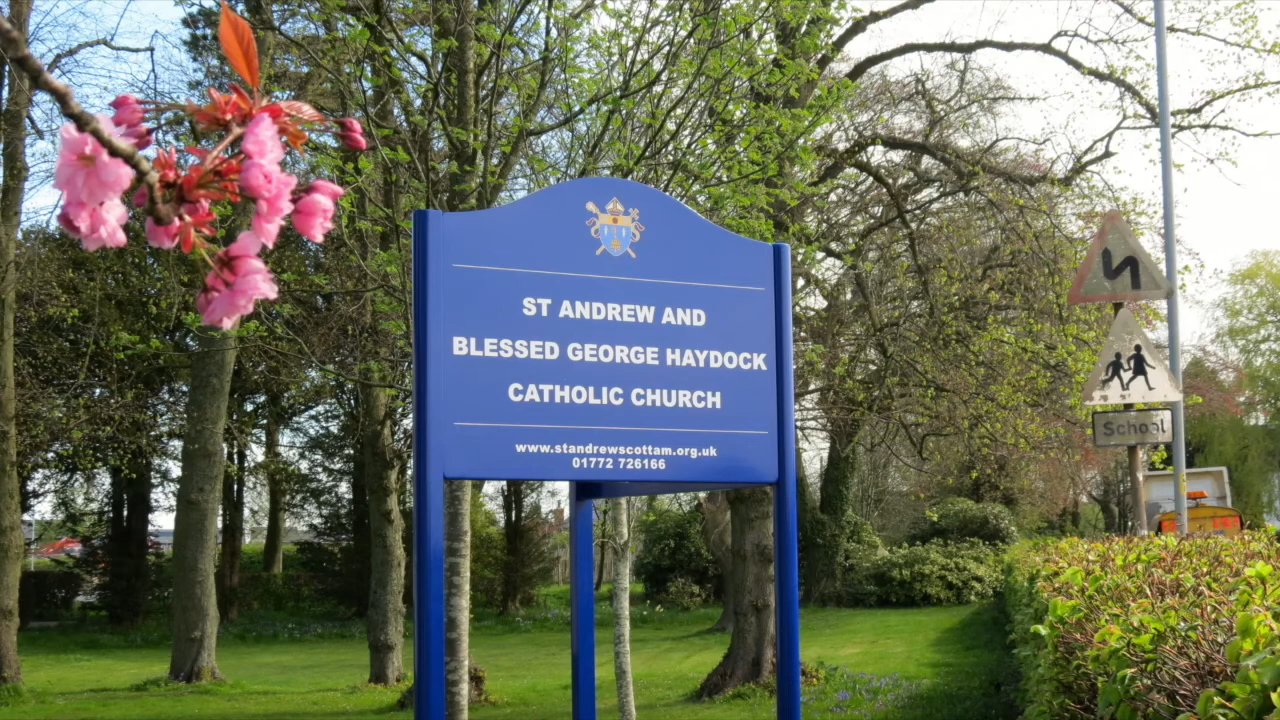 ST ANDREW AND
BLESSED GEORGE HAYDOCK
CATHOLIC CHURCH
www.standrewscottam.org.uk
01772 726166
School